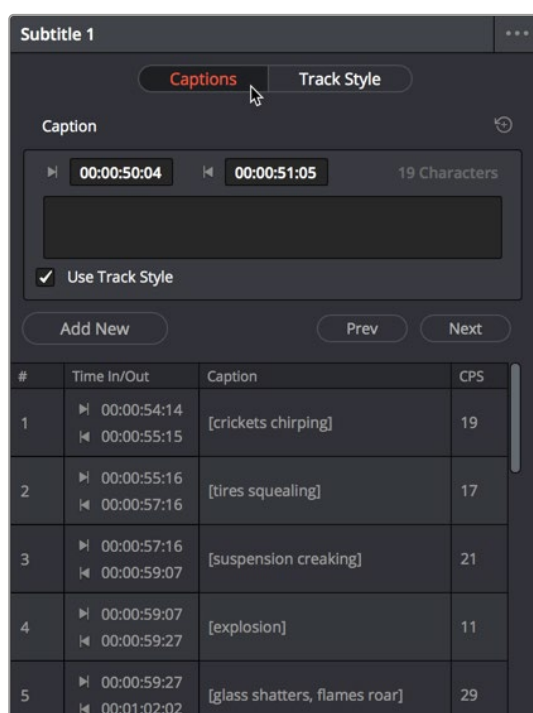 Subtitle 1
Captions Track Style
Caption
00:00:50:04 00:00:51:05 19 Characters
Use Track Style
Add New Prev Next
# Time In/Out Caption CPS
1 00:00:54:14 00:00:55:15 [crickets chirping] 19
2 00:00:55:16 00:00:57:16 [tires squealing] 17
3 00:00:57:16 00:00:59:07 [suspension creaking] 21
4 00:00:59:07 00:00:59:27 [explosion] 11
5 00:00:59:27 00:01:02:02 [glass shatters, flames roar] 29